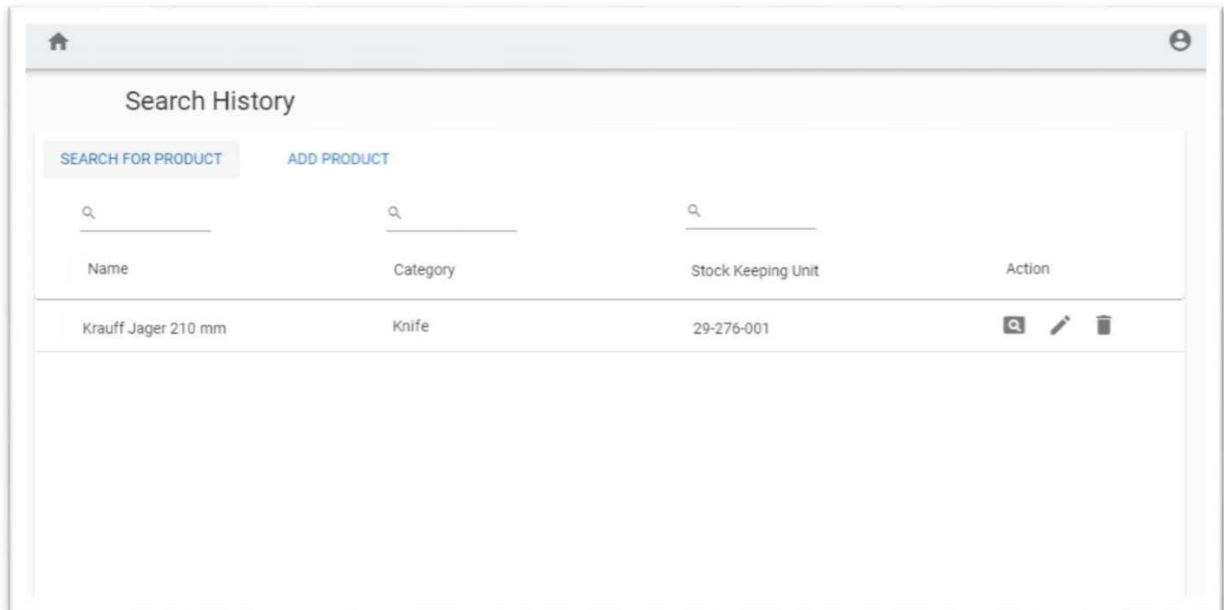 Search History
SEARCH FOR PRODUCT ADD PRODUCT
Name Category Stock Keeping Unit Action
Krauff Jager 210 mm Knife 29-276-001